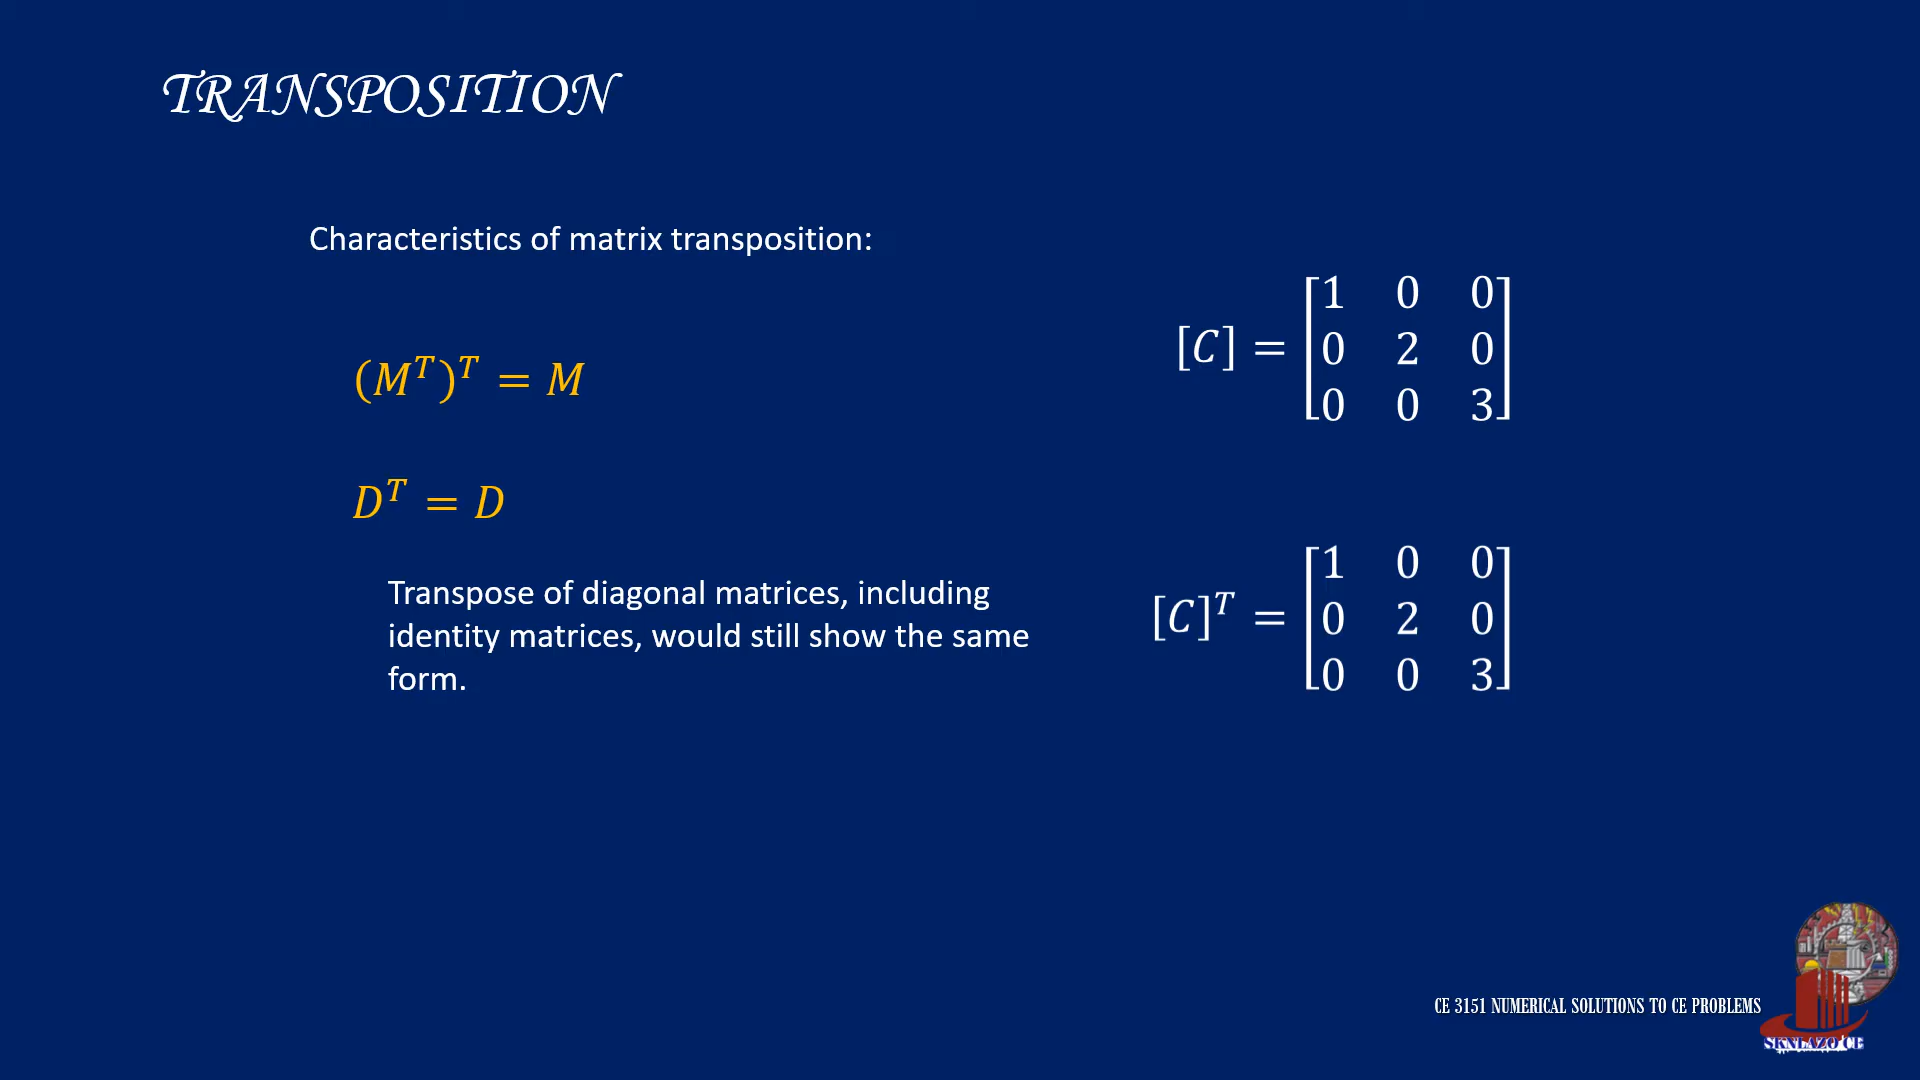 TRANSPOSITION
Characteristics of matrix transposition:
(M^T)^T = M
D^T = D
Transpose of diagonal matrices, including
identity matrices, would still show the same
form.
[C] = [1 0 0
0 2 0
0 0 3]
[C]^T = [1 0 0
0 2 0
0 0 3]
CE 3151 NUMERICAL SOLUTIONS TO CE PROBLEMS
SKNLAZO CE